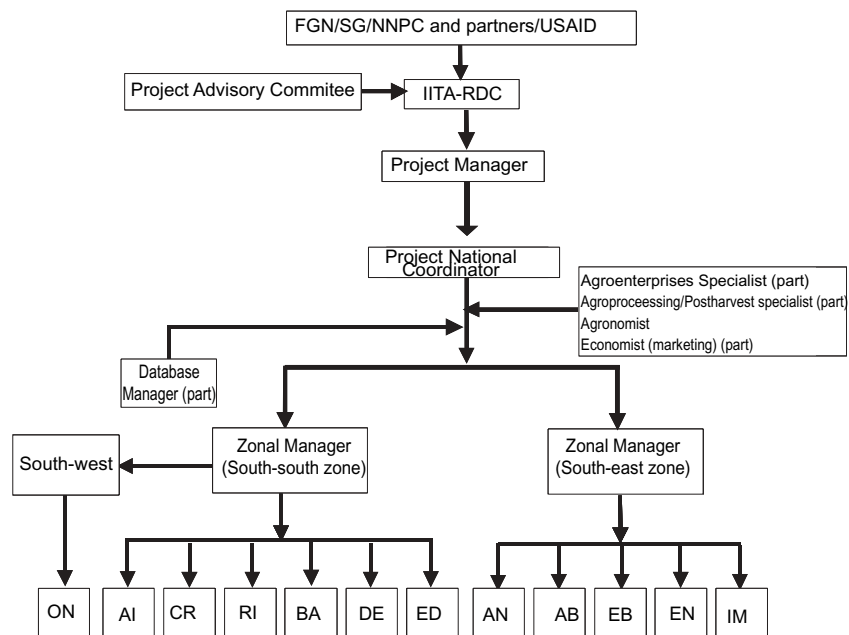 FGN/SG/NNPC and partners/USAID
Project Advisory Commitee
IITA-RDC
Project Manager
Project National
Coordinator
Agroenterprises Specialist (part)
Agroproceessing/Postharvest specialist (part)
Agronomist
Economist (marketing) (part)
Database
Manager (part)
South-west
Zonal Manager
(South-south zone)
Zonal Manager
(South-east zone)
ON
AI
CR
RI
BA
DE
ED
AN
AB
EB
EN
IM